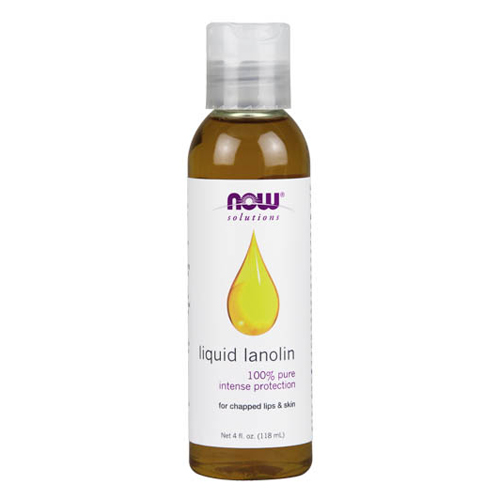 NOW®
solutions
liquid lanolin
100% pure
intense protection
for chapped lips & skin
Net 4 fl. oz. (118 mL)